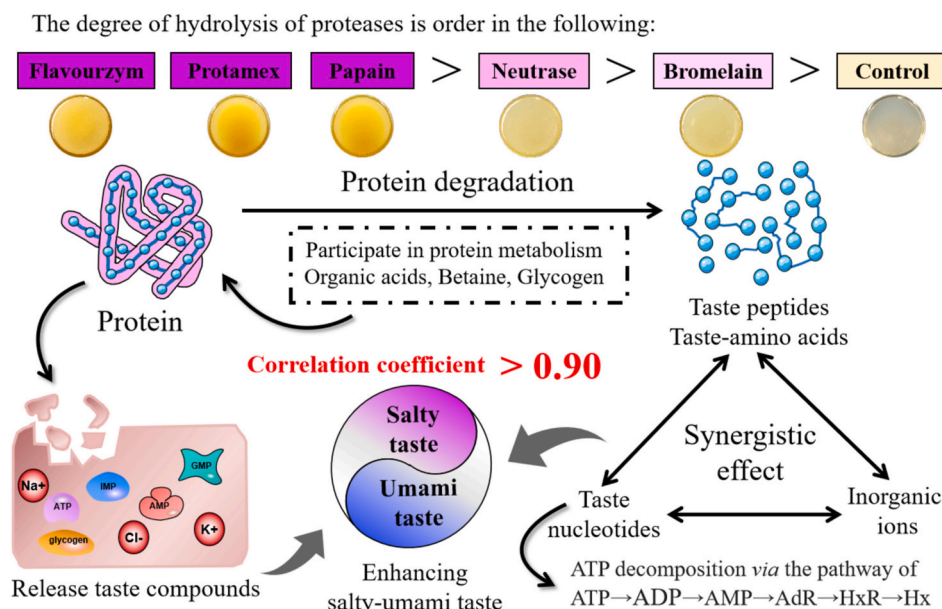 The degree of hydrolysis of proteases is order in the following:
Flavourzym Protamex Papain > Neutrase > Bromelain > Control
Protein degradation
Participate in protein metabolism
Organic acids, Betaine, Glycogen
Protein
Taste peptides
Taste-amino acids
Correlation coefficient > 0.90
Salty
taste
Umami
taste
Synergistic
effect
Taste
nucleotides
Inorganic
ions
Na+
ATP
IMP
GMP
AMP
glycogen
Cl-
K+
Release taste compounds
Enhancing
salty-umami taste
ATP decomposition via the pathway of
ATP→ADP→AMP→AdR→HxR→Hx